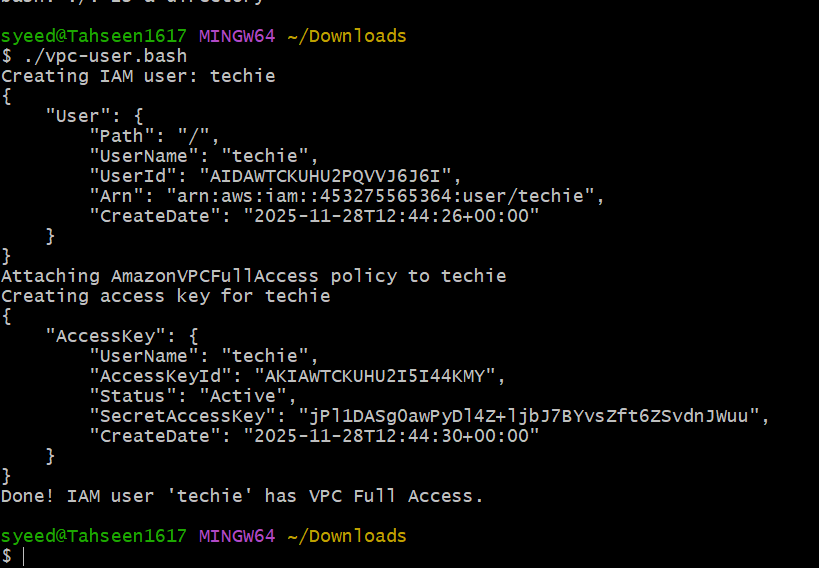 bash: ./: Is a directory
syeed@Tahseen1617 MINGW64 ~/Downloads
$ ./vpc-user.bash
Creating IAM user: techie
{
    "User": {
        "Path": "/",
        "UserName": "techie",
        "UserId": "AIDAWTCKUHU2PQVVJ6J6I",
        "Arn": "arn:aws:iam::453275565364:user/techie",
        "CreateDate": "2025-11-28T12:44:26+00:00"
    }
}
Attaching AmazonVPCFullAccess policy to techie
Creating access key for techie
{
    "AccessKey": {
        "UserName": "techie",
        "AccessKeyId": "AKIAWTCKUHU2I5I44KMY",
        "Status": "Active",
        "SecretAccessKey": "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",
        "CreateDate": "2025-11-28T12:44:30+00:00"
    }
}
Done! IAM user 'techie' has VPC Full Access.
syeed@Tahseen1617 MINGW64 ~/Downloads
$